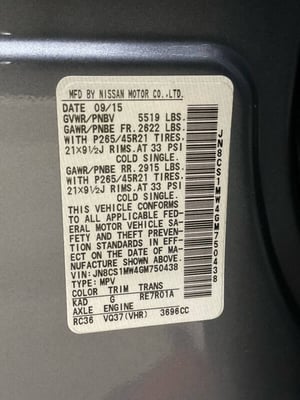 MFD BY NISSAN MOTOR CO.,LTD.
DATE 09/15
GVWR/PNBV 5519 LBS.
GAWR/PNBE FR. 2622 LBS.
WITH P265/45R21 TIRES
21×9½J RIMS.AT 33 PSI
COLD SINGLE.
GAWR/PNBE RR. 2915 LBS.
WITH P265/45R21 TIRES
21×9½J RIMS.AT 33 PSI
COLD SINGLE.
THIS VEHICLE CONFORMS
TO ALL APPLICABLE FED-
ERAL MOTOR VEHICLE SA-
FETY AND THEFT PREVEN-
TION STANDARDS IN EFF-
ECT ON THE DATE OF MA-
NUFACTURE SHOWN ABOVE.
VIN: JN8CS1MW4GM750438
TYPE: MPV
COLOR TRIM TRANS
KAD G RE7R01A
AXLE ENGINE
RC36 VQ37(VHR) 3696CC
JN8CS1MW4GM750438